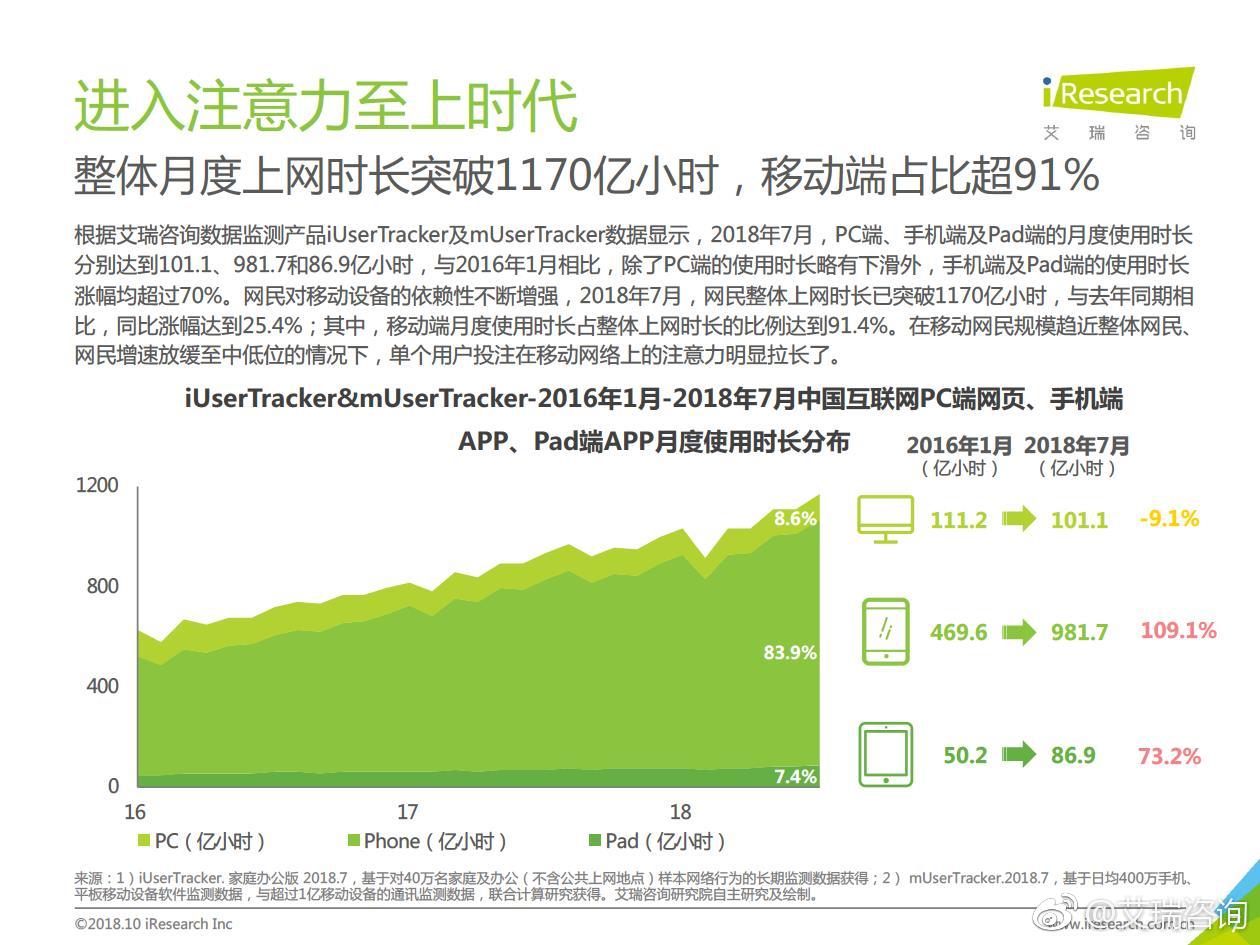 进入注意力至上时代
iResearch
艾瑞咨询
整体月度上网时长突破1170亿小时，移动端占比超91%
根据艾瑞咨询数据监测产品iUserTracker及mUserTracker数据显示，2018年7月，PC端、手机端及Pad端的月度使用时长
分别达到101.1、981.7和86.9亿小时，与2016年1月相比，除了PC端的使用时长略有下滑外，手机端及Pad端的使用时长
涨幅均超过70%。网民对移动设备的依赖性不断增强，2018年7月，网民整体上网时长已突破1170亿小时，与去年同期相
比，同比涨幅达到25.4%；其中，移动端月度使用时长占整体上网时长的比例达到91.4%。在移动网民规模趋近整体网民、
网民增速放缓至中低位的情况下，单个用户投注在移动网络上的注意力明显拉长了。
iUserTracker&mUserTracker-2016年1月-2018年7月中国互联网PC端网页、手机端
APP、Pad端APP月度使用时长分布
2016年1月 2018年7月
（亿小时） （亿小时）
1200
800
400
0
16 17 18
8.6%
83.9%
7.4%
111.2 101.1 -9.1%
469.6 981.7 109.1%
50.2 86.9 73.2%
PC（亿小时） Phone（亿小时） Pad（亿小时）
来源：1）iUserTracker. 家庭办公版 2018.7，基于对40万名家庭及办公（不含公共上网地点）样本网络行为的长期监测数据获得；2） mUserTracker.2018.7，基于日均400万手机、
平板移动设备软件监测数据，与超过1亿移动设备的通讯监测数据，联合计算研究获得。艾瑞咨询研究院自主研究及绘制。
©2018.10 iResearch Inc
www.iresearch.com.cn
@艾瑞咨询